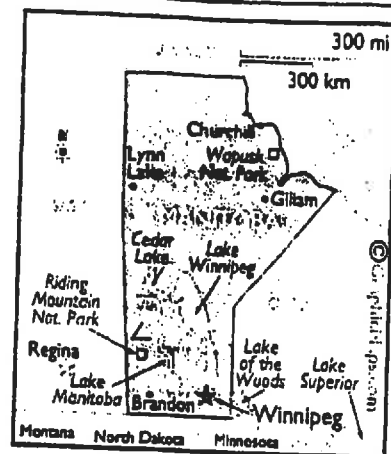 300 mi
300 km
Churchill
Wapusk
Nat. Park
Lynn
Lake
Gillam
MANITOBA
Cedar
Lake
Lake
Winnipeg
Riding
Mountain
Nat. Park
Regina
Lake
Manitoba
Lake
of the
Woods
Lake
Superior
Brandon
Winnipeg
Montana North Dakota Minnesota